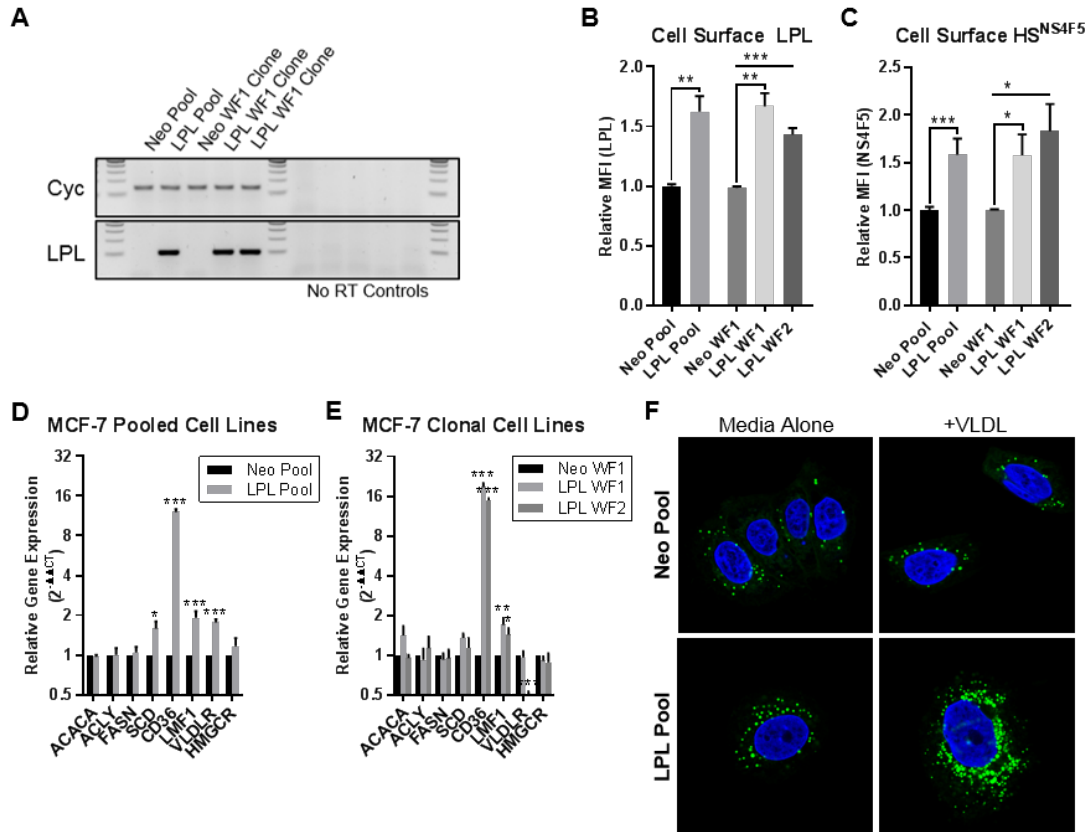 A
Neo Pool
LPL Pool
Neo WF1 Clone
LPL WF1 Clone
LPL WF1 Clone
Cyc
LPL
No RT Controls
B
Cell Surface LPL
Relative MFI (LPL)
2.0
1.5
1.0
0.5
0.0
**
***
**
Neo Pool
LPL Pool
Neo WF1
LPL WF1
LPL WF2
C
Cell Surface HS^NS4F5
Relative MFI (NS4F5)
2.5
2.0
1.5
1.0
0.5
0.0
***
*
*
Neo Pool
LPL Pool
Neo WF1
LPL WF1
LPL WF2
D
MCF-7 Pooled Cell Lines
Relative Gene Expression
(2^-▲▲CT)
32
16
8
4
2
1
0.5
Neo Pool
LPL Pool
*
***
***
***
ACACA
ACLY
FASN
SCD
CD36
LMF1
VLDLR
HMGCR
E
MCF-7 Clonal Cell Lines
Relative Gene Expression
(2^-▲▲CT)
32
16
8
4
2
1
0.5
Neo WF1
LPL WF1
LPL WF2
***
***
**
*
***
ACACA
ACLY
FASN
SCD
CD36
LMF1
VLDLR
HMGCR
F
Media Alone
+VLDL
Neo Pool
LPL Pool